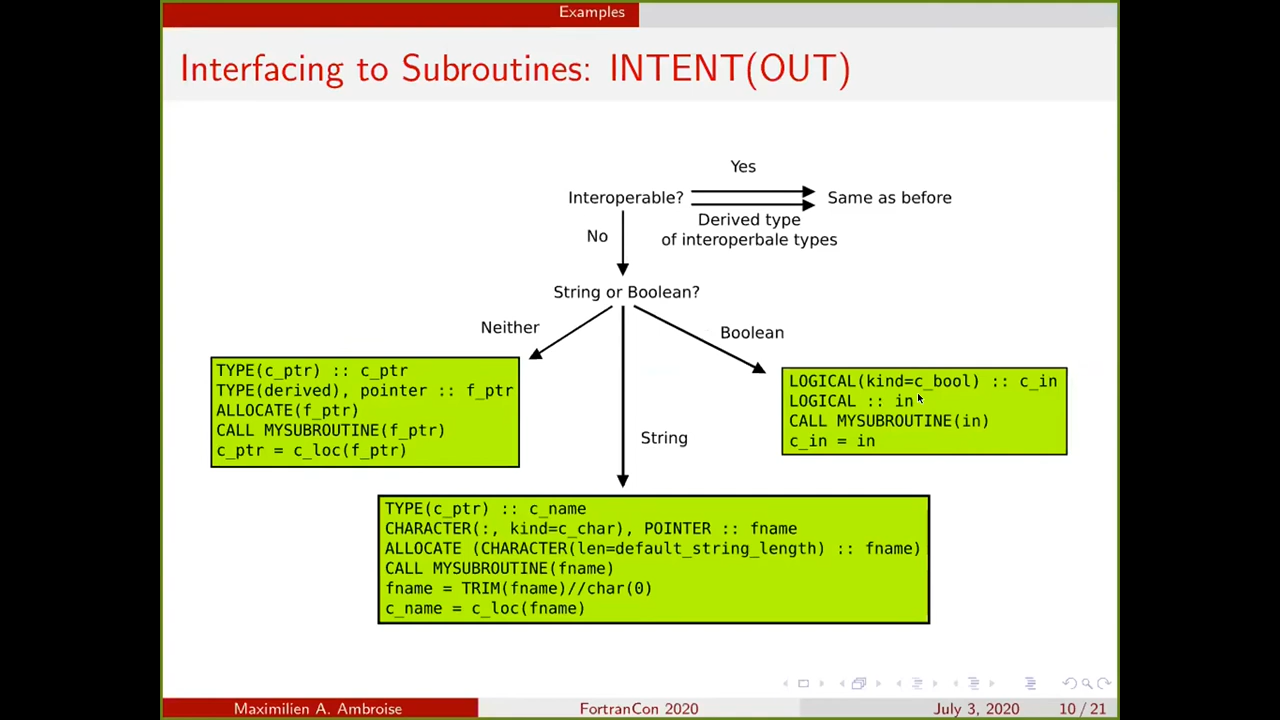 Examples
Interfacing to Subroutines: INTENT(OUT)
Yes
Interoperable?
Same as before
Derived type
of interoperbale types
No
String or Boolean?
Neither
Boolean
TYPE(c_ptr) :: c_ptr
TYPE(derived), pointer :: f_ptr
ALLOCATE(f_ptr)
CALL MYSUBROUTINE(f_ptr)
c_ptr = c_loc(f_ptr)
LOGICAL(kind=c_bool) :: c_in
LOGICAL :: in
CALL MYSUBROUTINE(in)
c_in = in
String
TYPE(c_ptr) :: c_name
CHARACTER(:, kind=c_char), POINTER :: fname
ALLOCATE (CHARACTER(len=default_string_length) :: fname)
CALL MYSUBROUTINE(fname)
fname = TRIM(fname)//char(0)
c_name = c_loc(fname)
Maximilien A. Ambroise
FortranCon 2020
July 3, 2020
10 / 21